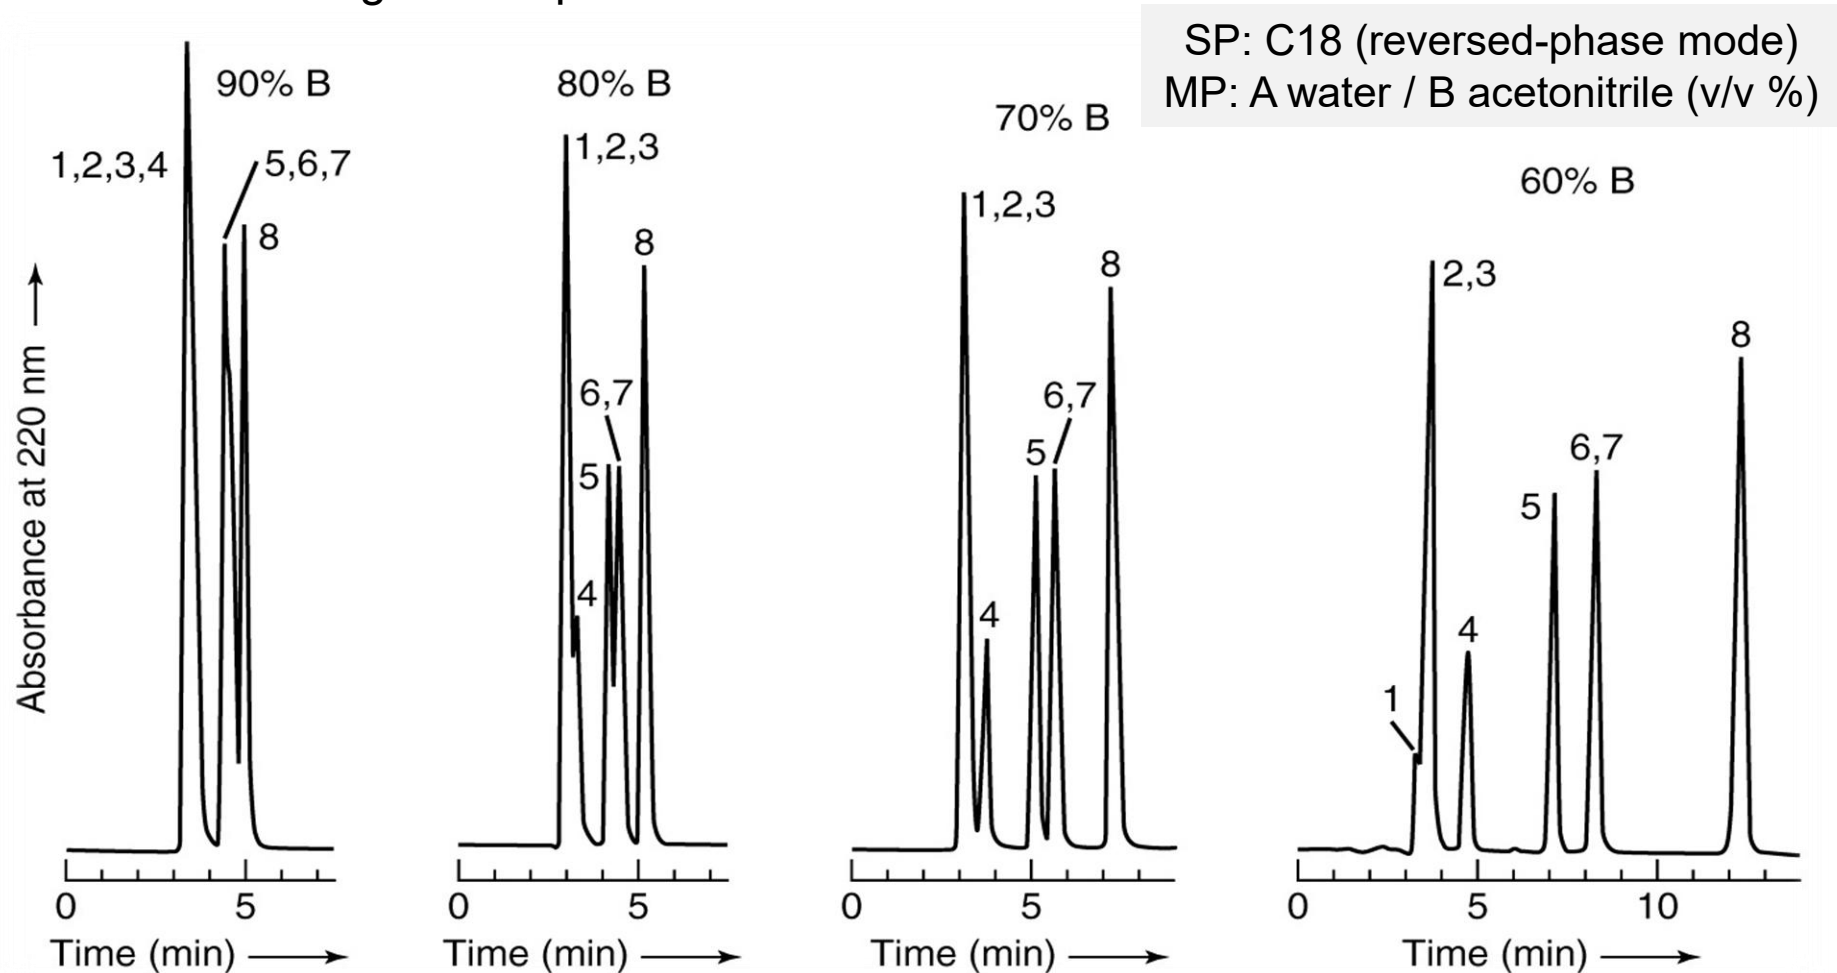 SP: C18 (reversed-phase mode)
MP: A water / B acetonitrile (v/v %)
Absorbance at 220 nm
90% B
1,2,3,4
5,6,7
8
0
5
Time (min)
80% B
1,2,3
8
6,7
5
4
0
5
Time (min)
70% B
1,2,3
8
6,7
5
4
0
5
Time (min)
60% B
2,3
8
6,7
5
4
1
0
5
10
Time (min)